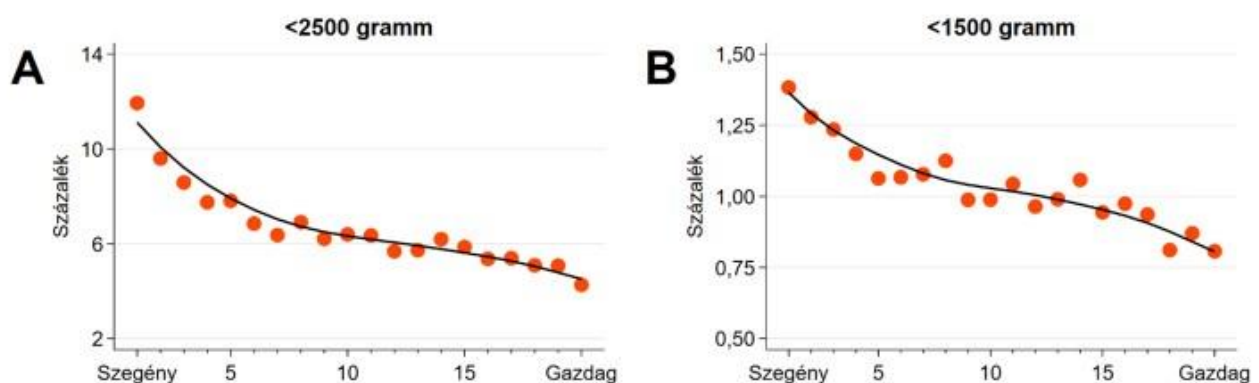 A
<2500 gramm
14
10
6
2
Százalék
Szegény 5 10 15 Gazdag
B
<1500 gramm
1,50
1,25
1,00
0,75
0,50
Százalék
Szegény 5 10 15 Gazdag